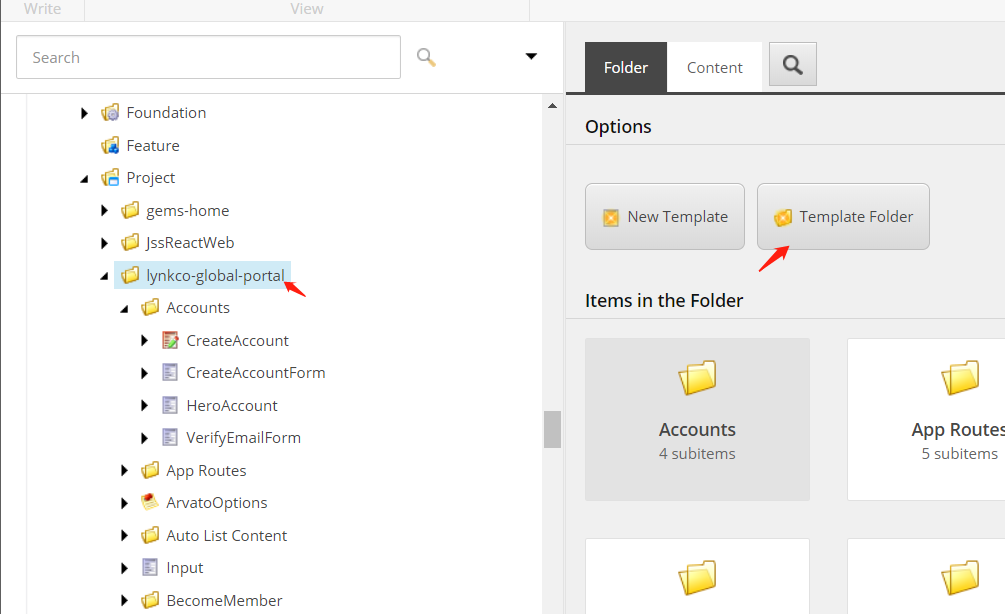 Write
View
Search
Foundation
Feature
Project
gems-home
JssReactWeb
lynkco-global-portal
Accounts
CreateAccount
CreateAccountForm
HeroAccount
VerifyEmailForm
App Routes
ArvatoOptions
Auto List Content
Input
BecomeMember
Folder
Content
Options
New Template
Template Folder
Items in the Folder
Accounts
4 subitems
App Routes
5 subitems